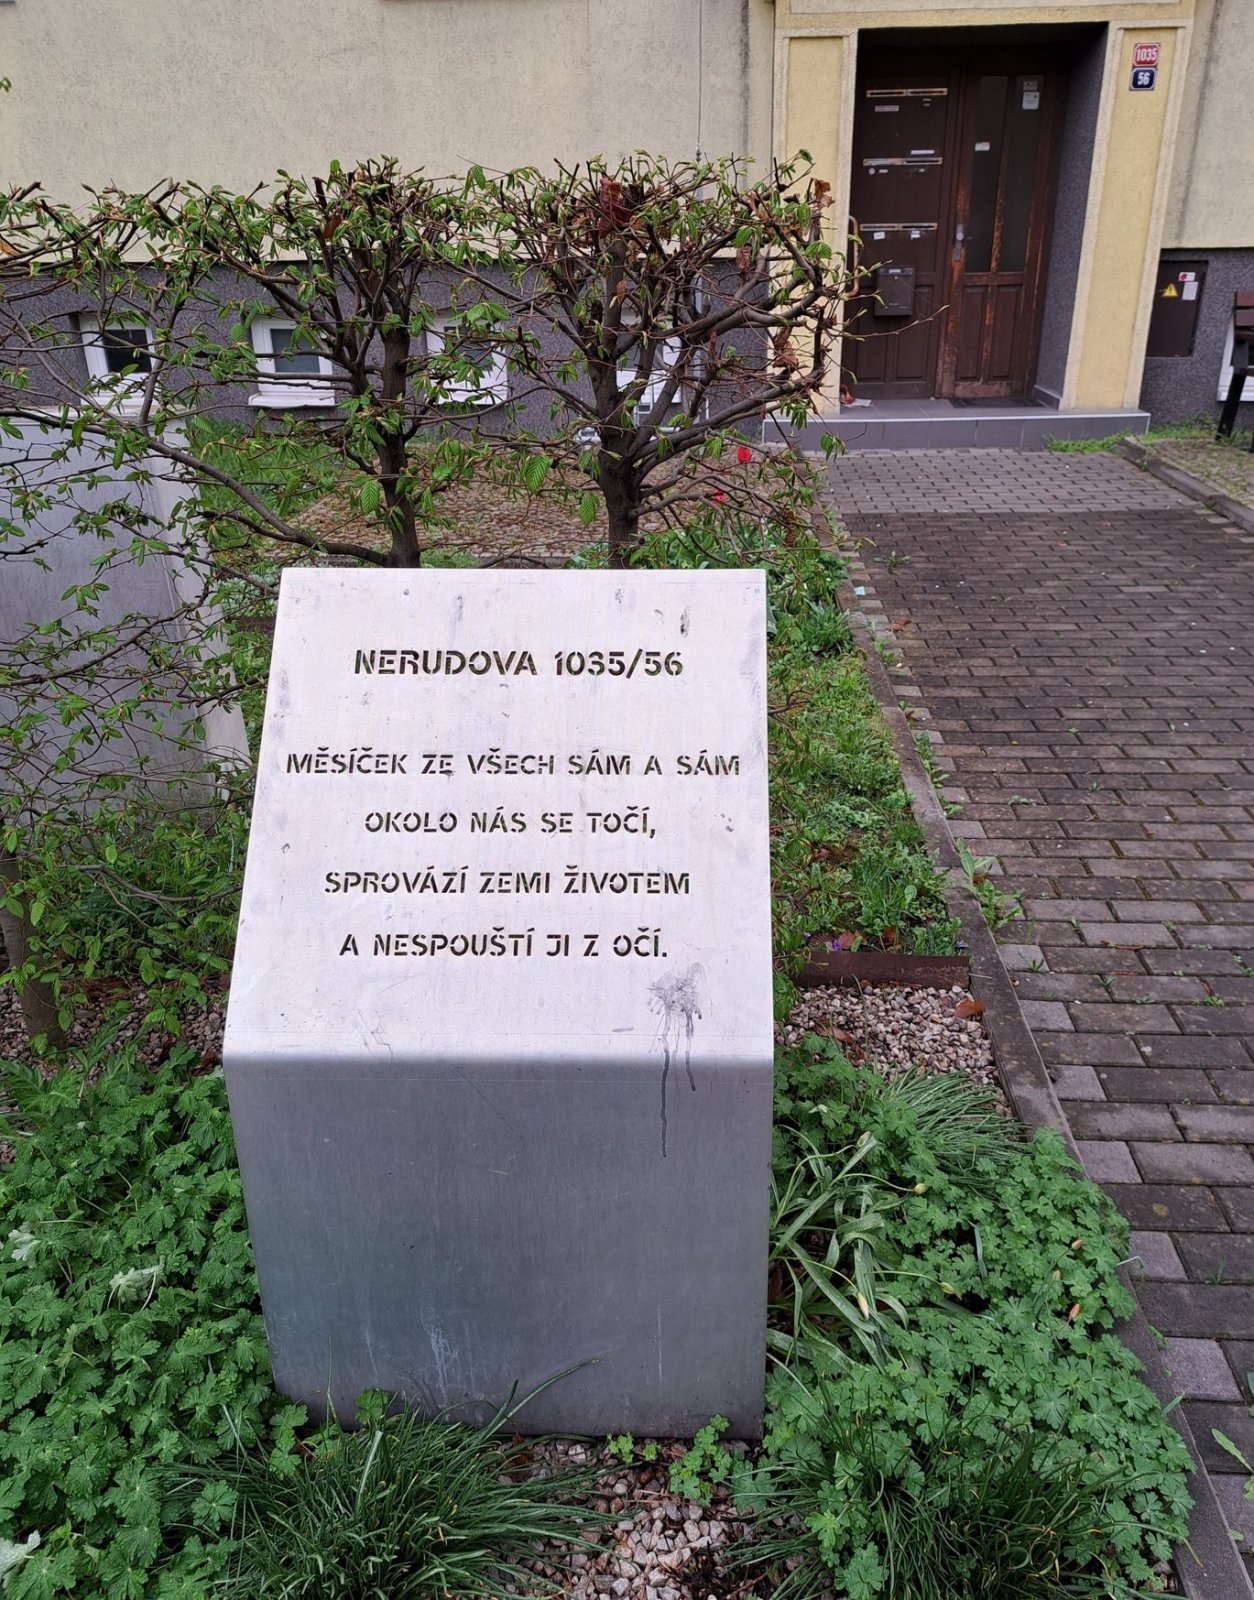 1035
56
NERUDOVA 1035/56
MĚSÍČEK ZE VŠECH SÁM A SÁM
OKOLO NÁS SE TOČÍ,
SPROVÁZÍ ZEMI ŽIVOTEM
A NESPOUŠTÍ JI Z OČÍ.